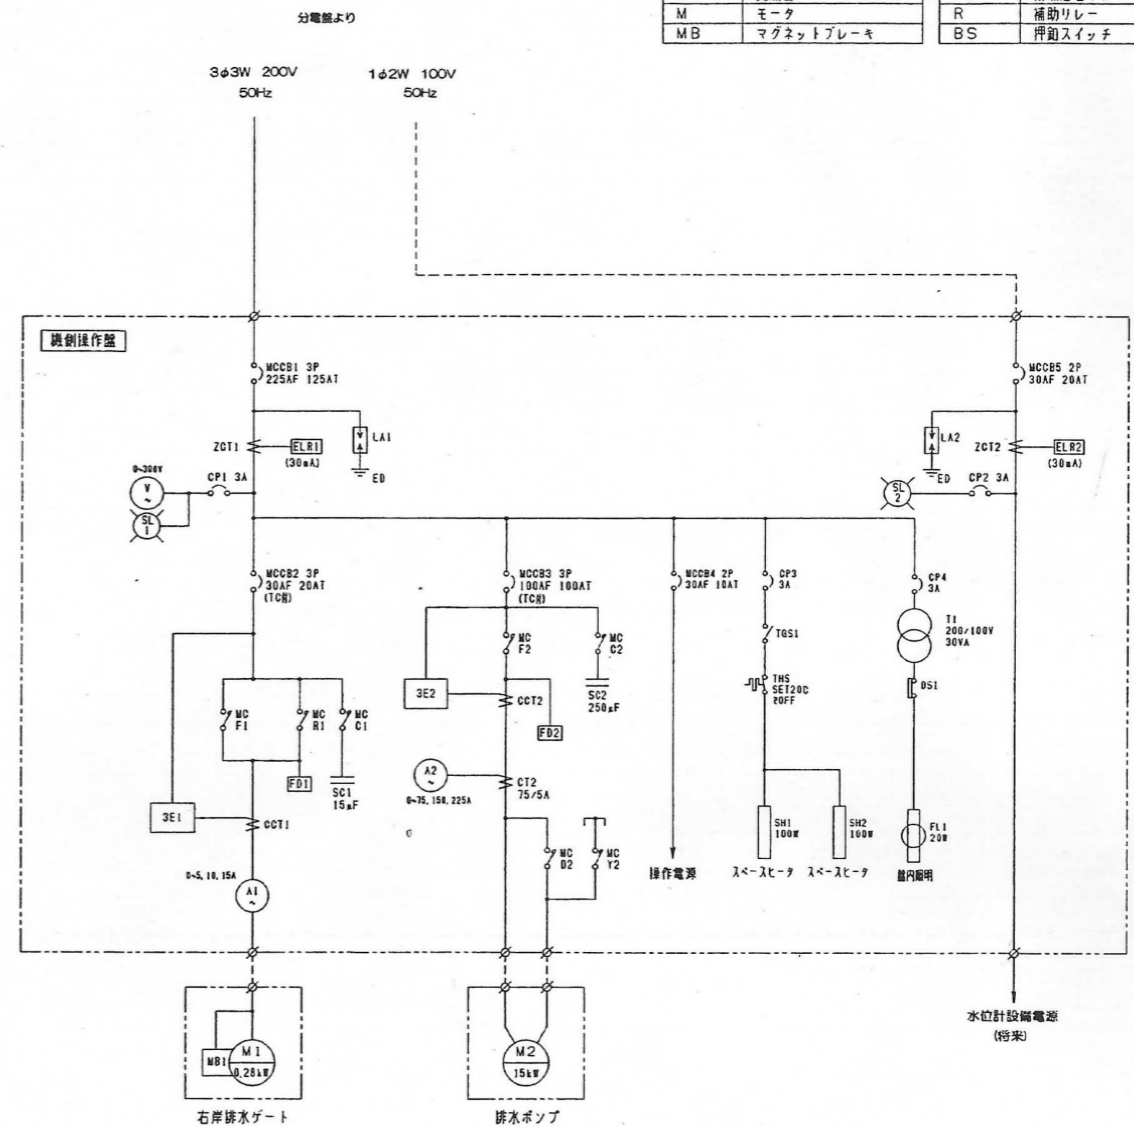 分電盤より
M モータ
MB マグネットブレーキ
R 補助リレー
BS 押釦スイッチ
3φ3W 200V
50Hz
1φ2W 100V
50Hz
機側操作盤
MCCB1 3P
225AF 125AT
MCCB5 2P
30AF 20AT
LA1
ED
ZCT1
ELR1
(30mA)
LA2
ED
ZCT2
ELR2
(30mA)
0~300V
V
~
CP1 3A
SL
1
SL
2
CP2 3A
MCCB2 3P
30AF 20AT
MCCB3 3P
100AF 100AT
MCCB4 2P
30AF 10AT
CP3
3A
CP4
3A
MC
F2
MC
C2
TGS1
T1
200/100V
30VA
3E2
CCT2
SC2
250μF
THS
SET20C
DS1
MC
F1
MC
R1
MC
C1
FD2
FD1
SC1
15μF
A2
~
0~75,150,225A
CT2
75/5A
3E1
CCT1
MC
D2
MC
Y2
SH1
100W
SH2
100W
FL1
20W
0~5,10,15A
A1
~
操作電源
スペースヒータ
スペースヒータ
盤内照明
MB1
M1
0.28kW
M2
15kW
水位計設備電源
(将来)
右岸排水ゲート
排水ポンプ